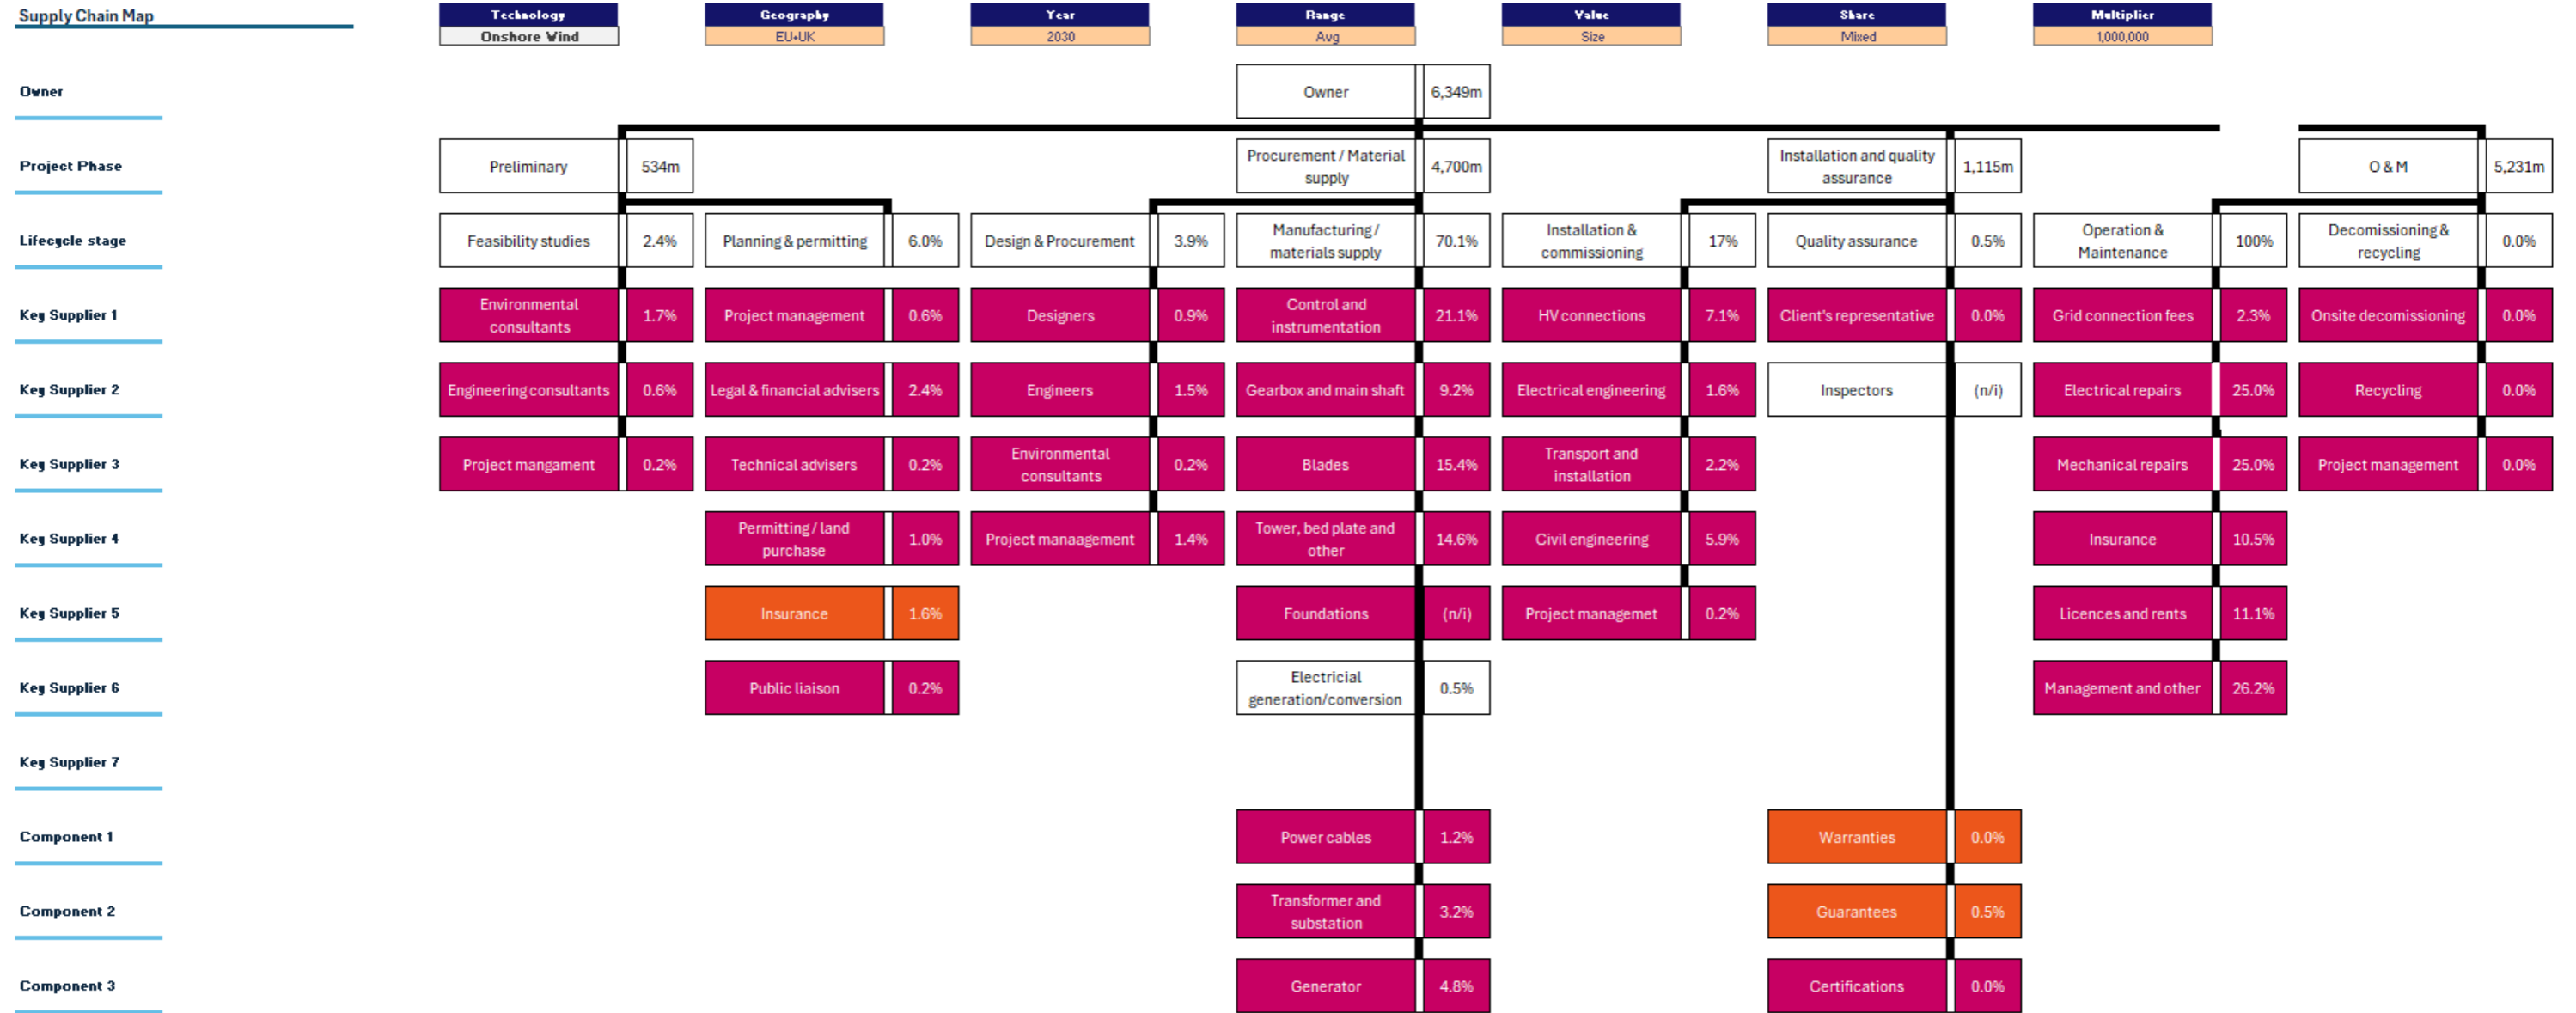 Supply Chain Map
Technology
Geography
Year
Range
Value
Share
Multiplier
Onshore Wind
EU+UK
2030
Avg
Size
Mixed
1,000,000
Owner
Owner
6,349m
Project Phase
Preliminary
534m
Procurement / Material
supply
4,700m
Installation and quality
assurance
1,115m
O & M
5,231m
Lifecycle stage
Feasibility studies
2.4%
Planning & permitting
6.0%
Design & Procurement
3.9%
Manufacturing /
materials supply
70.1%
Installation &
commissioning
17%
Quality assurance
0.5%
Operation &
Maintenance
100%
Decomissioning &
recycling
0.0%
Key Supplier 1
Environmental
consultants
1.7%
Project management
0.6%
Designers
0.9%
Control and
instrumentation
21.1%
HV connections
7.1%
Client's representative
0.0%
Grid connection fees
2.3%
Onsite decomissioning
0.0%
Key Supplier 2
Engineering consultants
0.6%
Legal & financial advisers
2.4%
Engineers
1.5%
Gearbox and main shaft
9.2%
Electrical engineering
1.6%
Inspectors
(n/i)
Electrical repairs
25.0%
Recycling
0.0%
Key Supplier 3
Project mangament
0.2%
Technical advisers
0.2%
Environmental
consultants
0.2%
Blades
15.4%
Transport and
installation
2.2%
Mechanical repairs
25.0%
Project management
0.0%
Key Supplier 4
Permitting / land
purchase
1.0%
Project manaagement
1.4%
Tower, bed plate and
other
14.6%
Civil engineering
5.9%
Insurance
10.5%
Key Supplier 5
Insurance
1.6%
Foundations
(n/i)
Project managemet
0.2%
Licences and rents
11.1%
Key Supplier 6
Public liaison
0.2%
Electricial
generation/conversion
0.5%
Management and other
26.2%
Key Supplier 7
Component 1
Power cables
1.2%
Warranties
0.0%
Component 2
Transformer and
substation
3.2%
Guarantees
0.5%
Component 3
Generator
4.8%
Certifications
0.0%